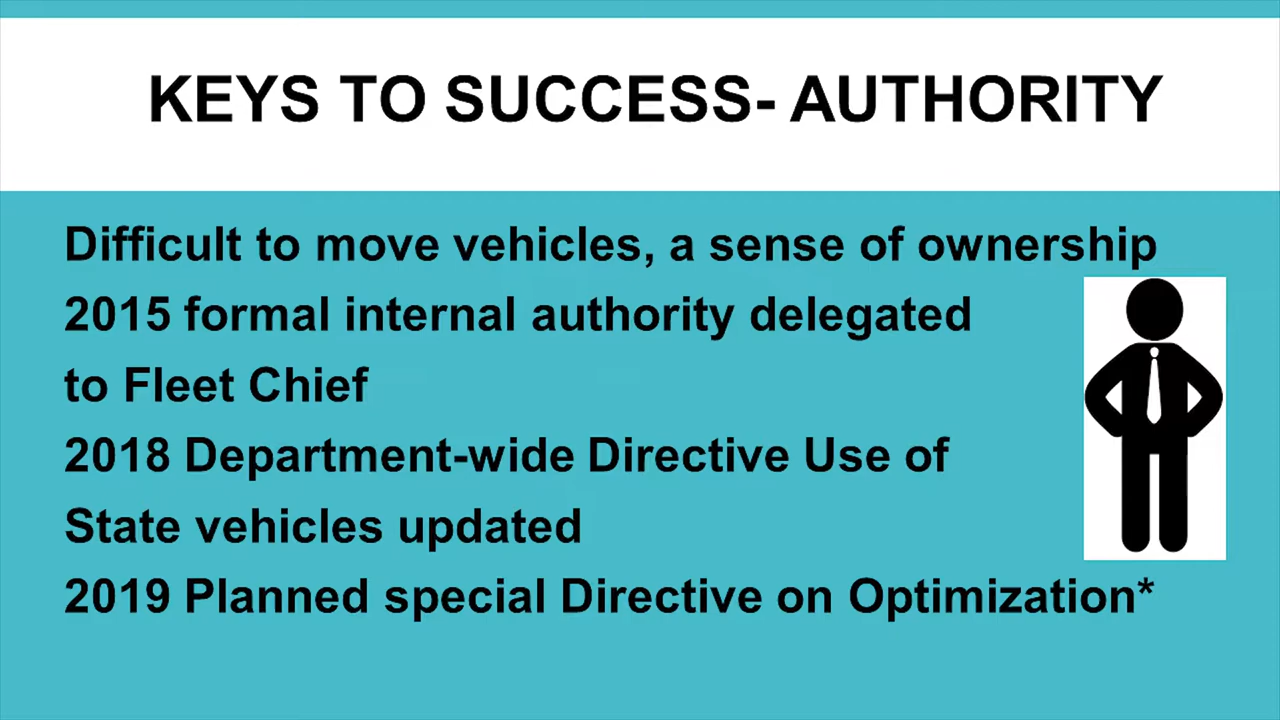 KEYS TO SUCCESS- AUTHORITY
Difficult to move vehicles, a sense of ownership
2015 formal internal authority delegated
to Fleet Chief
2018 Department-wide Directive Use of
State vehicles updated
2019 Planned special Directive on Optimization*